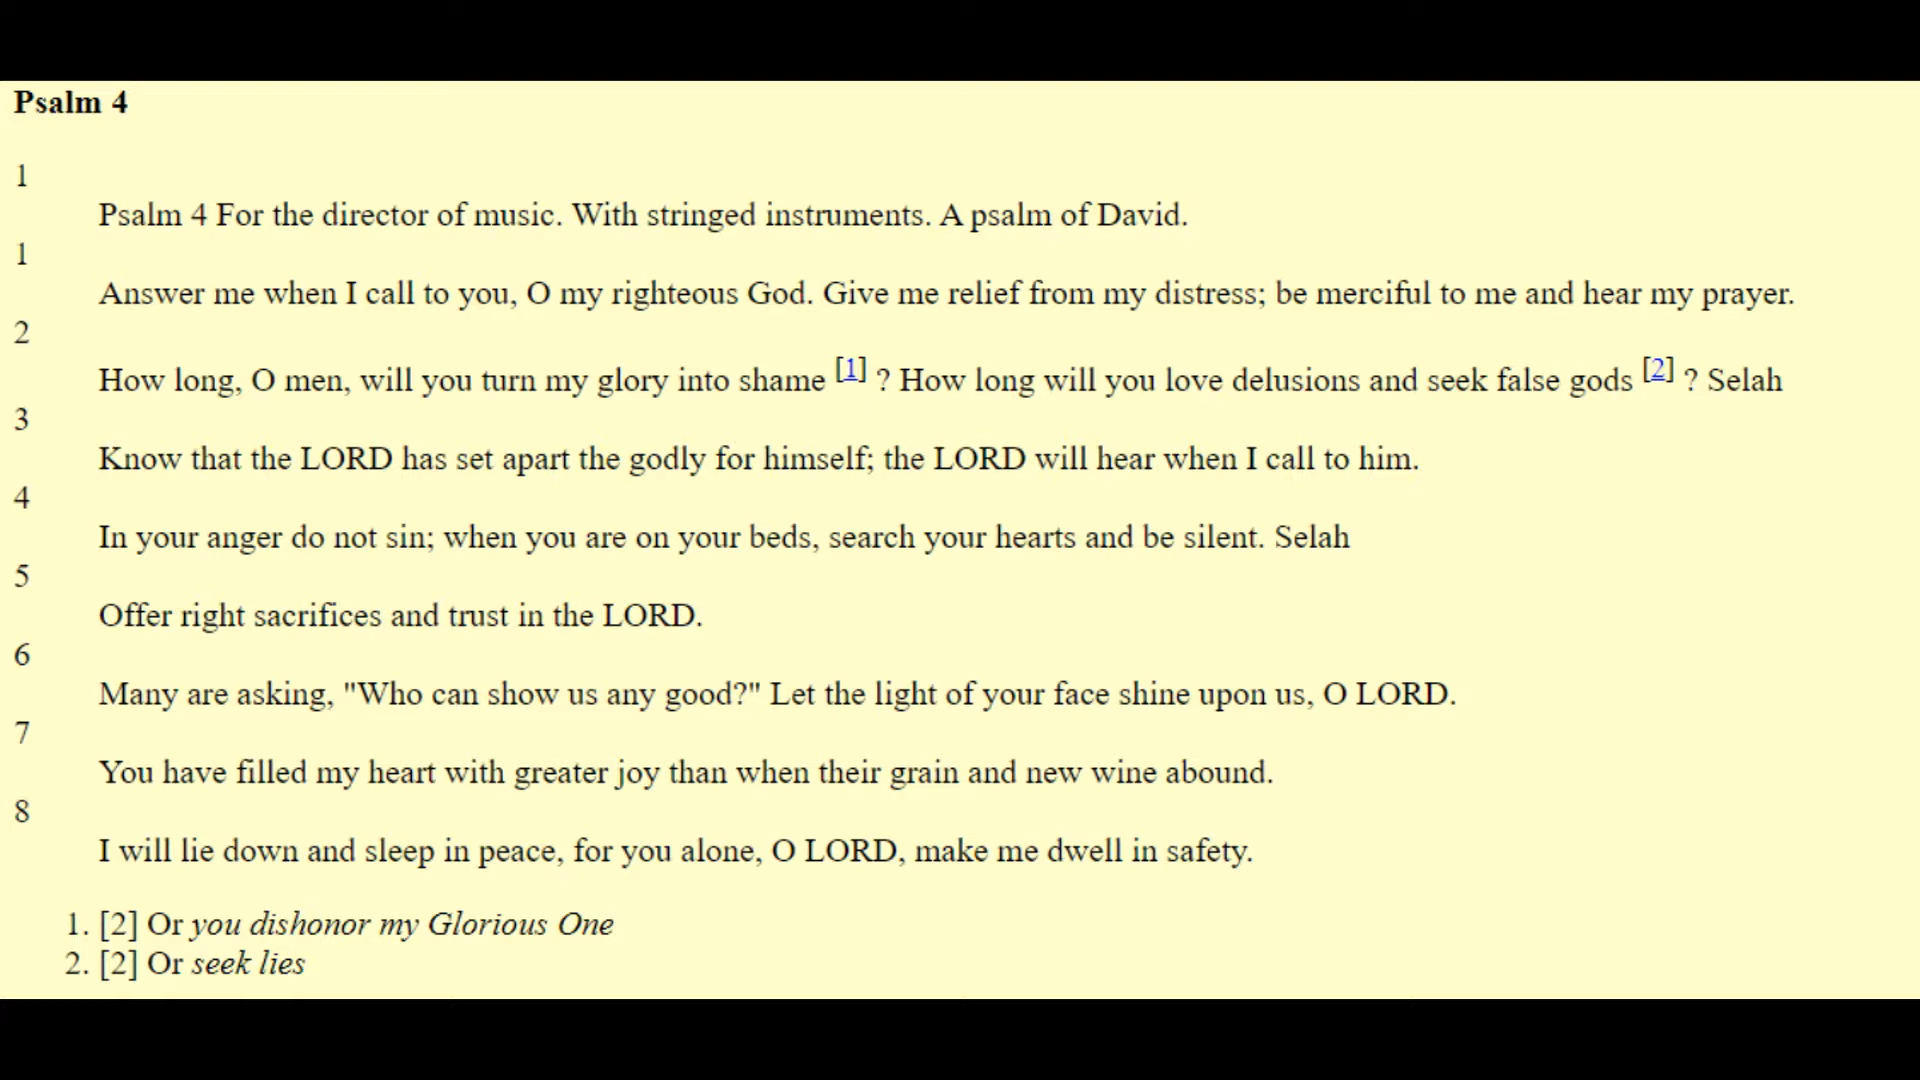 Psalm 4
1
Psalm 4 For the director of music. With stringed instruments. A psalm of David.
1
Answer me when I call to you, O my righteous God. Give me relief from my distress; be merciful to me and hear my prayer.
2
How long, O men, will you turn my glory into shame [1] ? How long will you love delusions and seek false gods [2] ? Selah
3
Know that the LORD has set apart the godly for himself; the LORD will hear when I call to him.
4
In your anger do not sin; when you are on your beds, search your hearts and be silent. Selah
5
Offer right sacrifices and trust in the LORD.
6
Many are asking, "Who can show us any good?" Let the light of your face shine upon us, O LORD.
7
You have filled my heart with greater joy than when their grain and new wine abound.
8
I will lie down and sleep in peace, for you alone, O LORD, make me dwell in safety.
1. [2] Or you dishonor my Glorious One
2. [2] Or seek lies